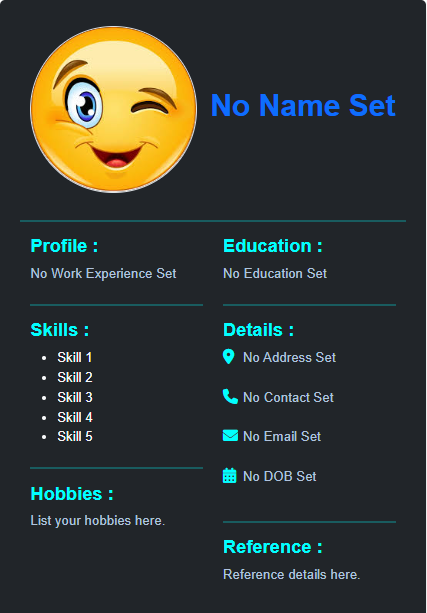 No Name Set
Profile :
No Work Experience Set
Skills :
Skill 1
Skill 2
Skill 3
Skill 4
Skill 5
Hobbies :
List your hobbies here.
Education :
No Education Set
Details :
No Address Set
No Contact Set
No Email Set
No DOB Set
Reference :
Reference details here.